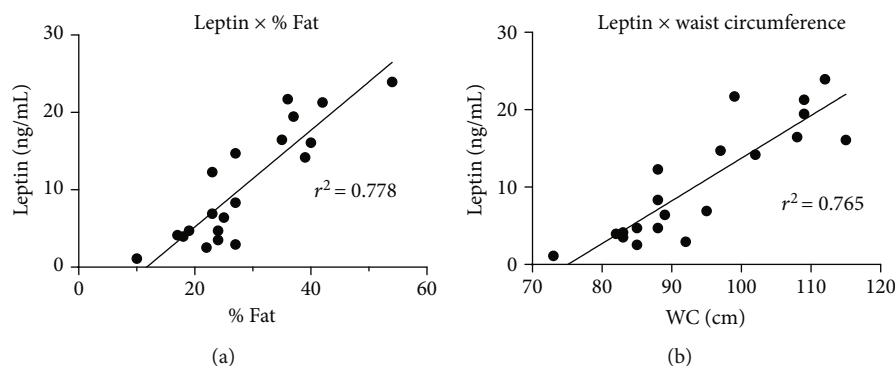 Leptin × % Fat
30
20
10
0
Leptin (ng/mL)
r² = 0.778
0
20
40
60
% Fat
(a)
Leptin × waist circumference
30
20
10
0
Leptin (ng/mL)
r² = 0.765
70
80
90
100
110
120
WC (cm)
(b)